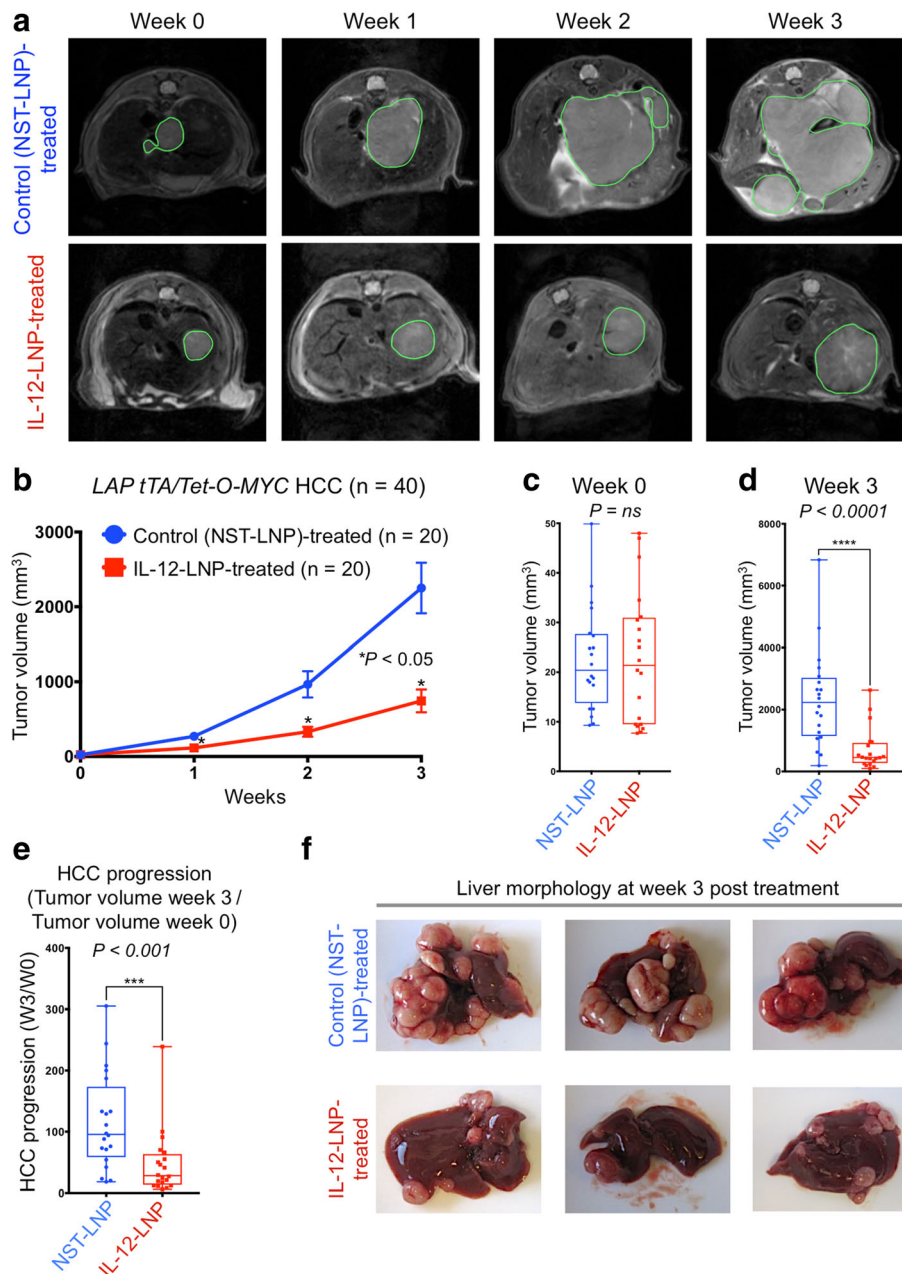 a
Week 0
Week 1
Week 2
Week 3
Control (NST-LNP)-
treated
IL-12-LNP-treated
b
LAP tTA/Tet-O-MYC HCC (n = 40)
Tumor volume (mm³)
3000
2000
1000
0
Control (NST-LNP)-treated (n = 20)
IL-12-LNP-treated (n = 20)
*P < 0.05
*
*
*
0
1
2
3
Weeks
c
Week 0
P = ns
Tumor volume (mm³)
50
40
30
20
10
0
NST-LNP
IL-12-LNP
d
Week 3
P < 0.0001
****
Tumor volume (mm³)
8000
6000
4000
2000
0
NST-LNP
IL-12-LNP
e
HCC progression
(Tumor volume week 3 /
Tumor volume week 0)
P < 0.001
***
HCC progression (W3/W0)
400
300
200
100
0
NST-LNP
IL-12-LNP
f
Liver morphology at week 3 post treatment
Control (NST-
LNP)-treated
IL-12-LNP-
treated